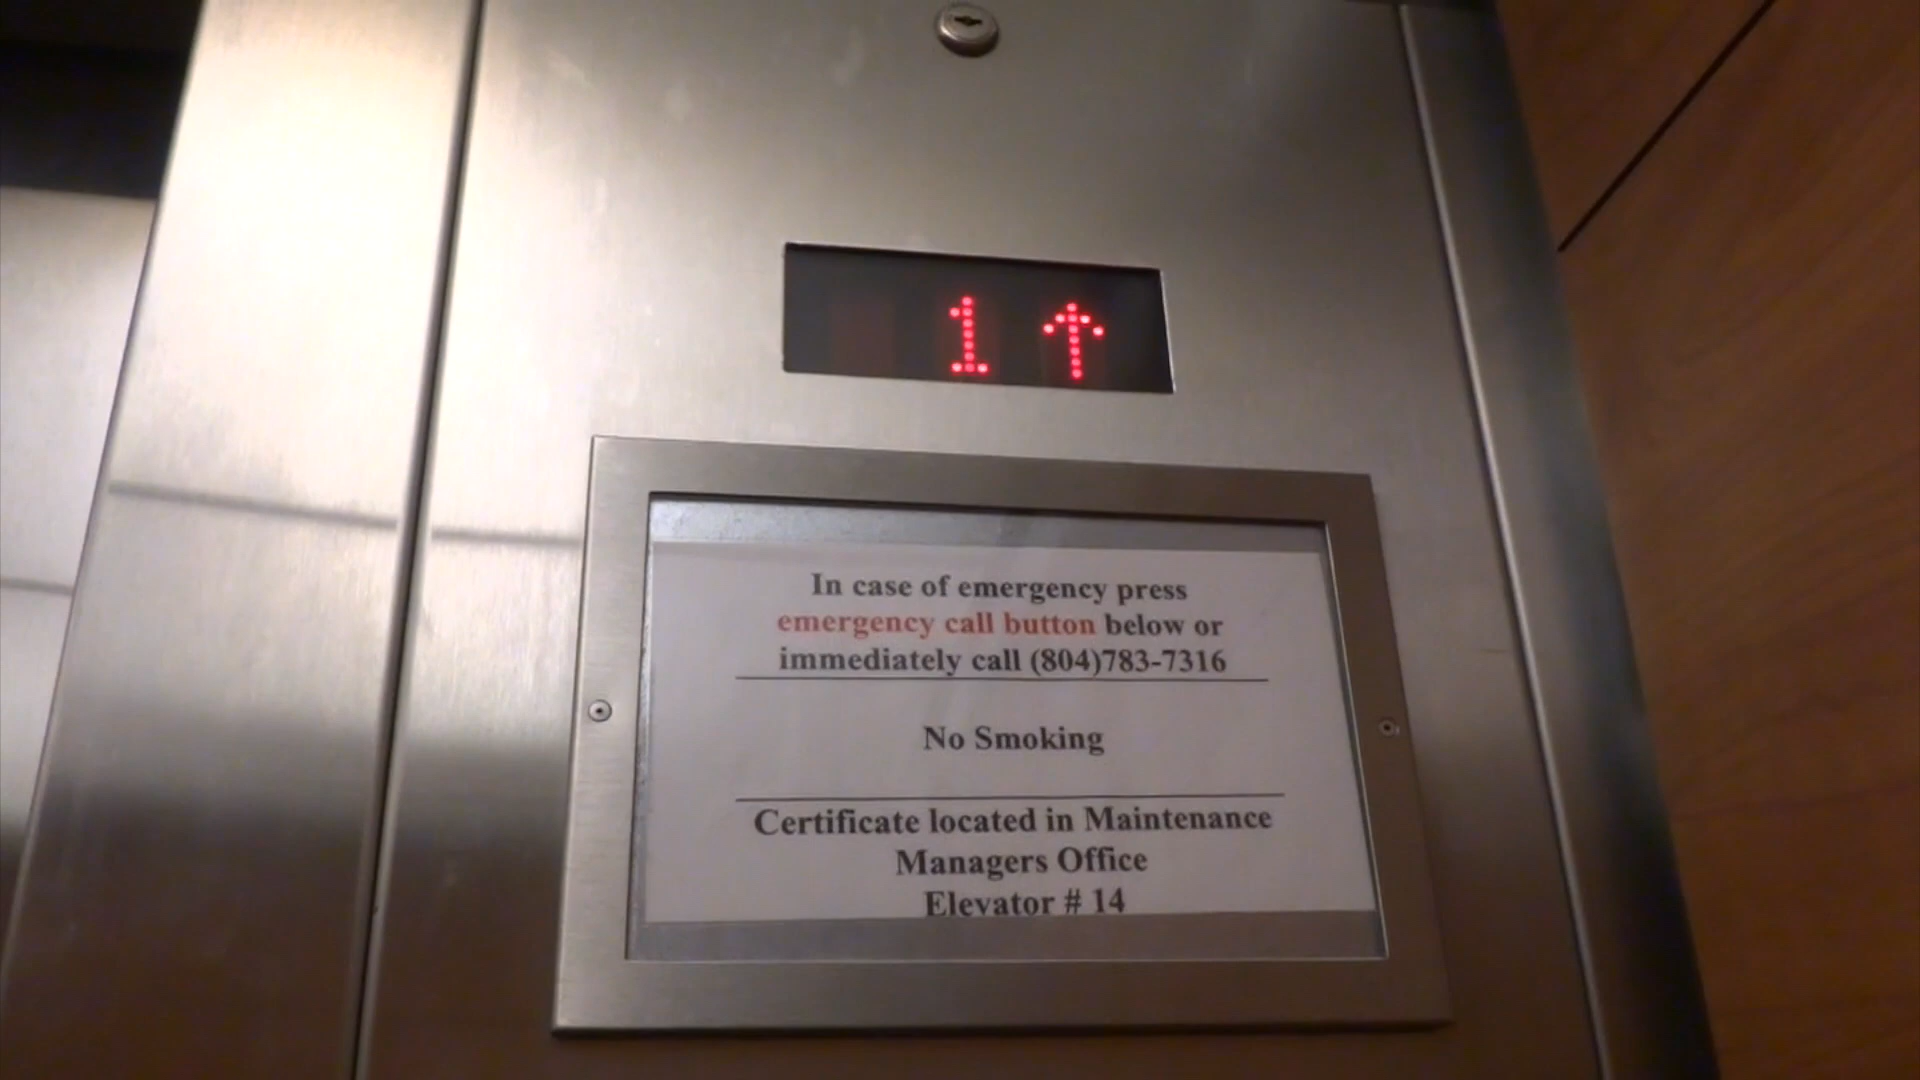 1↑
In case of emergency press
emergency call button below or
immediately call (804)783-7316
No Smoking
Certificate located in Maintenance
Managers Office
Elevator # 14